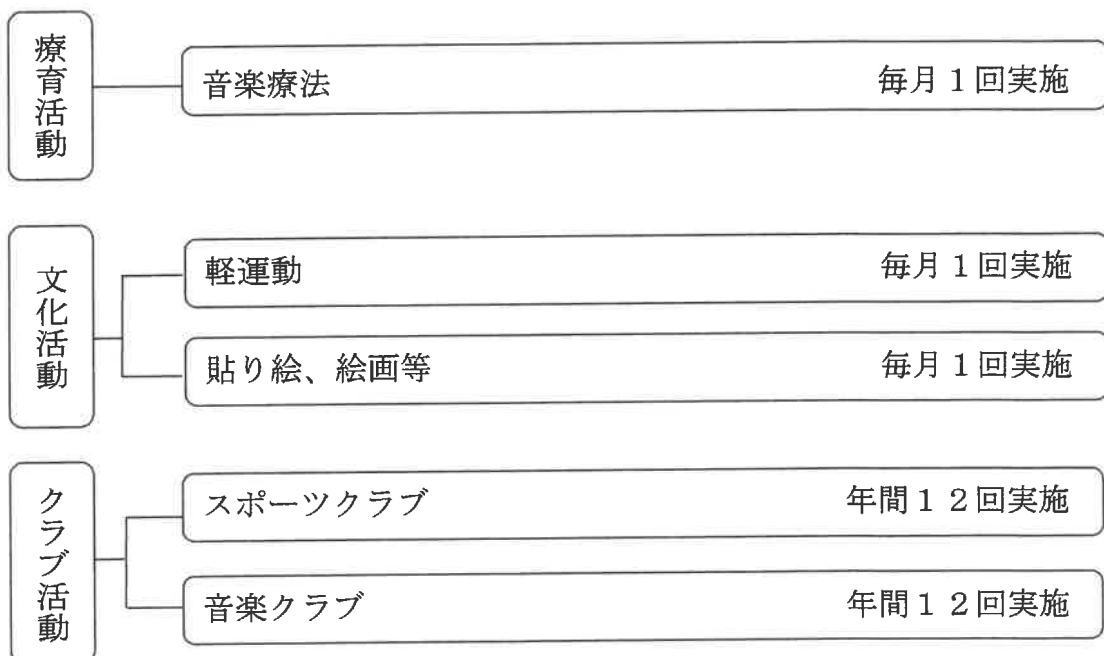 療育活動
音楽療法 毎月１回実施
文化活動
軽運動 毎月１回実施
貼り絵、絵画等 毎月１回実施
クラブ活動
スポーツクラブ 年間１２回実施
音楽クラブ 年間１２回実施